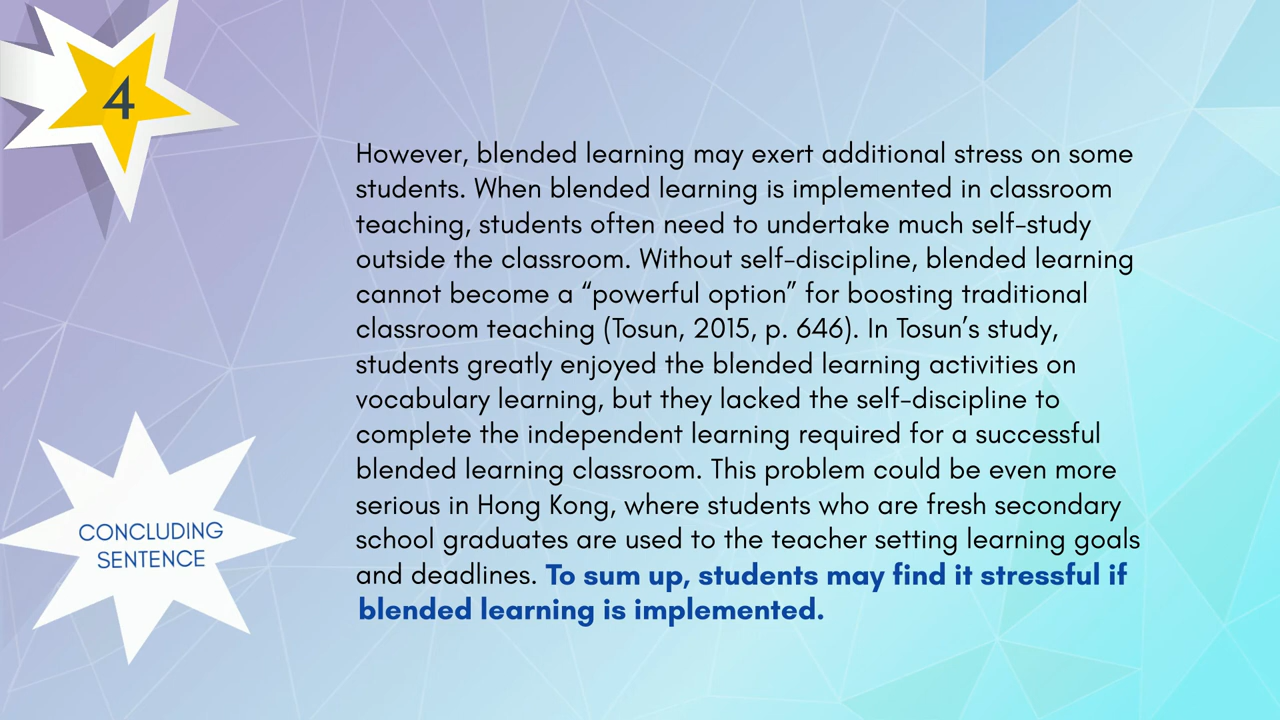 4
However, blended learning may exert additional stress on some
students. When blended learning is implemented in classroom
teaching, students often need to undertake much self-study
outside the classroom. Without self-discipline, blended learning
cannot become a “powerful option” for boosting traditional
classroom teaching (Tosun, 2015, p. 646). In Tosun’s study,
students greatly enjoyed the blended learning activities on
vocabulary learning, but they lacked the self-discipline to
complete the independent learning required for a successful
blended learning classroom. This problem could be even more
serious in Hong Kong, where students who are fresh secondary
school graduates are used to the teacher setting learning goals
and deadlines. To sum up, students may find it stressful if
blended learning is implemented.
CONCLUDING
SENTENCE